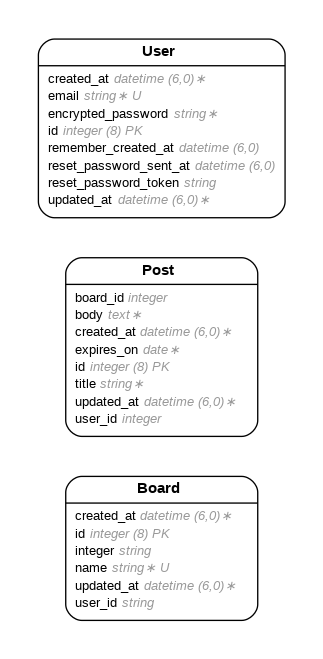 User
created_at datetime (6,0)∗
email string∗ U
encrypted_password string∗
id integer (8) PK
remember_created_at datetime (6,0)
reset_password_sent_at datetime (6,0)
reset_password_token string
updated_at datetime (6,0)∗
Post
board_id integer
body text∗
created_at datetime (6,0)∗
expires_on date∗
id integer (8) PK
title string∗
updated_at datetime (6,0)∗
user_id integer
Board
created_at datetime (6,0)∗
id integer (8) PK
integer string
name string∗ U
updated_at datetime (6,0)∗
user_id string